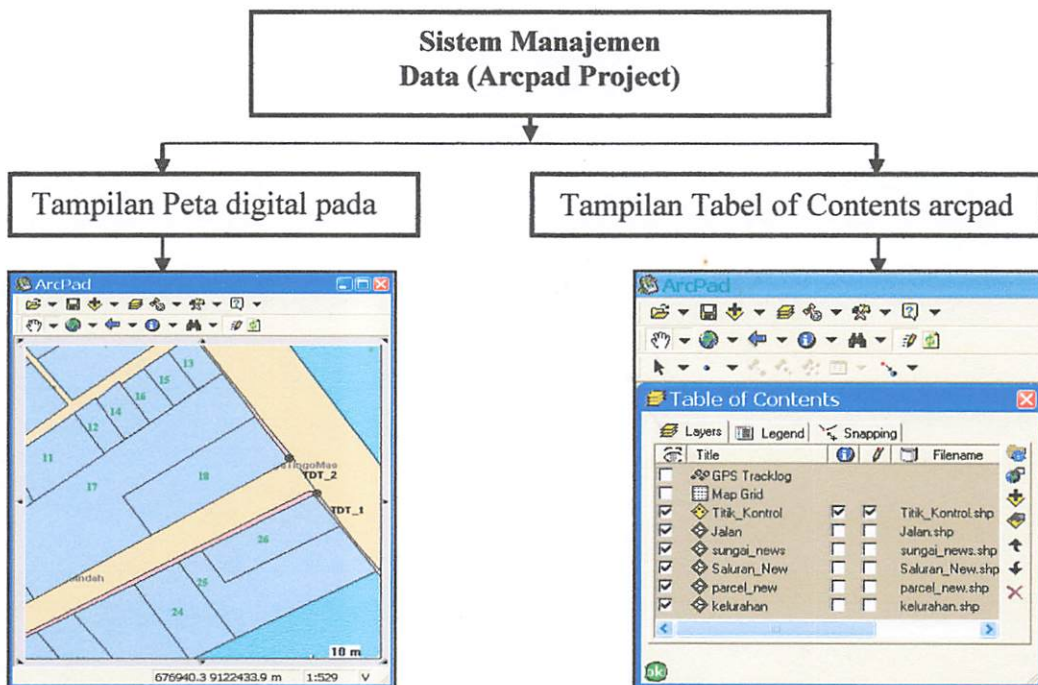 Sistem Manajemen
Data (Arcpad Project)
Tampilan Peta digital pada
Tampilan Tabel of Contents arcpad
ArcPad
13
15
16
14
12
11
17
18
TDT_2
TDT_1
26
25
24
10 m
676940.3 9122433.9 m 1:529 V
ArcPad
Table of Contents
Layers Legend Snapping
Title Filename
GPS Tracklog
Map Grid
Titik_Kontrol Titik_Kontrol.shp
Jalan Jalan.shp
sungai_news sungai_news.shp
Saluran_New Saluran_New.shp
parcel_new parcel_new.shp
kelurahan kelurahan.shp
ok